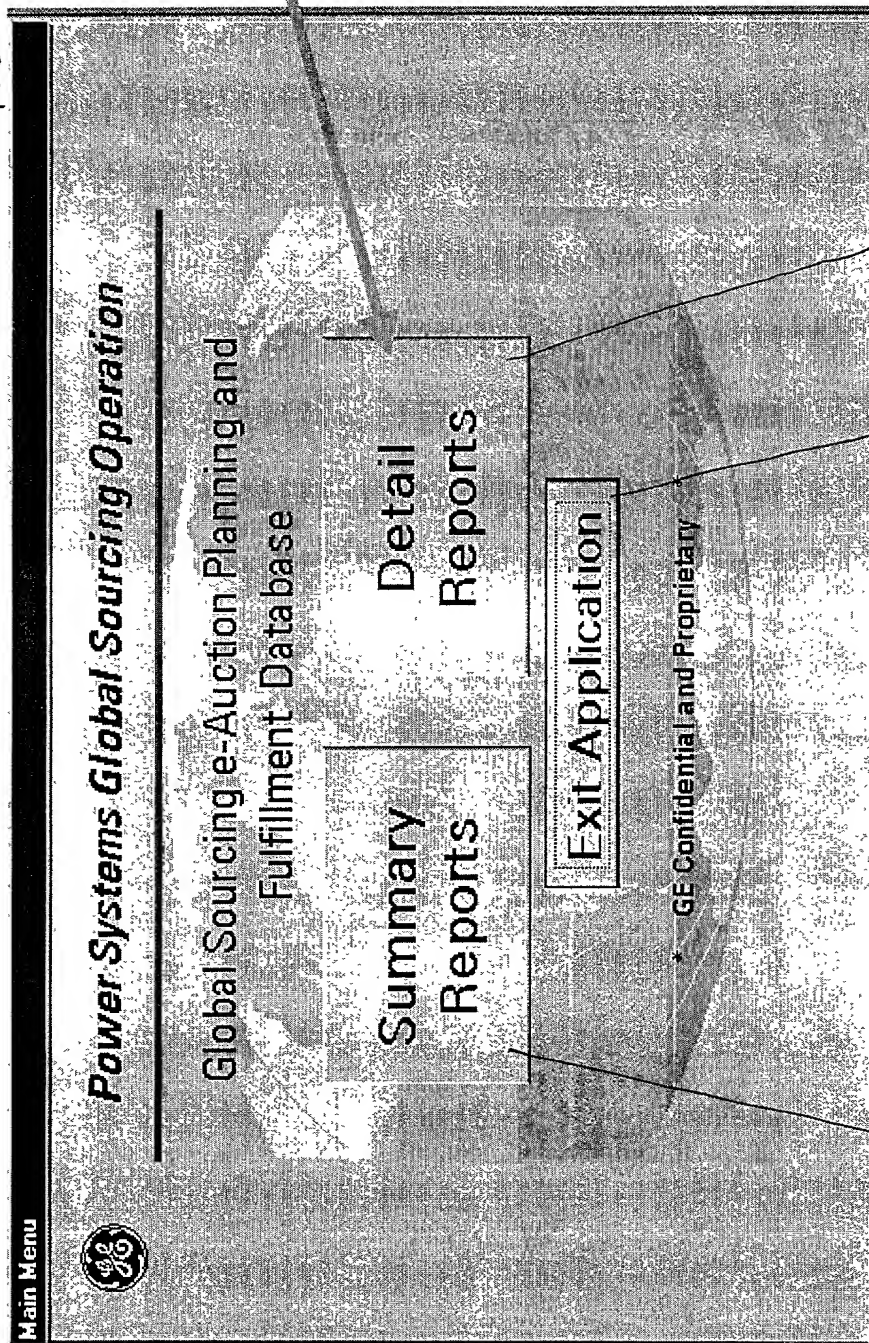 Main Menu
Power Systems Global Sourcing Operation
Global Sourcing e-Auction Planning and
Fulfillment Database
Summary
Reports
Detail
Reports
Exit Application
GE Confidential and Proprietary